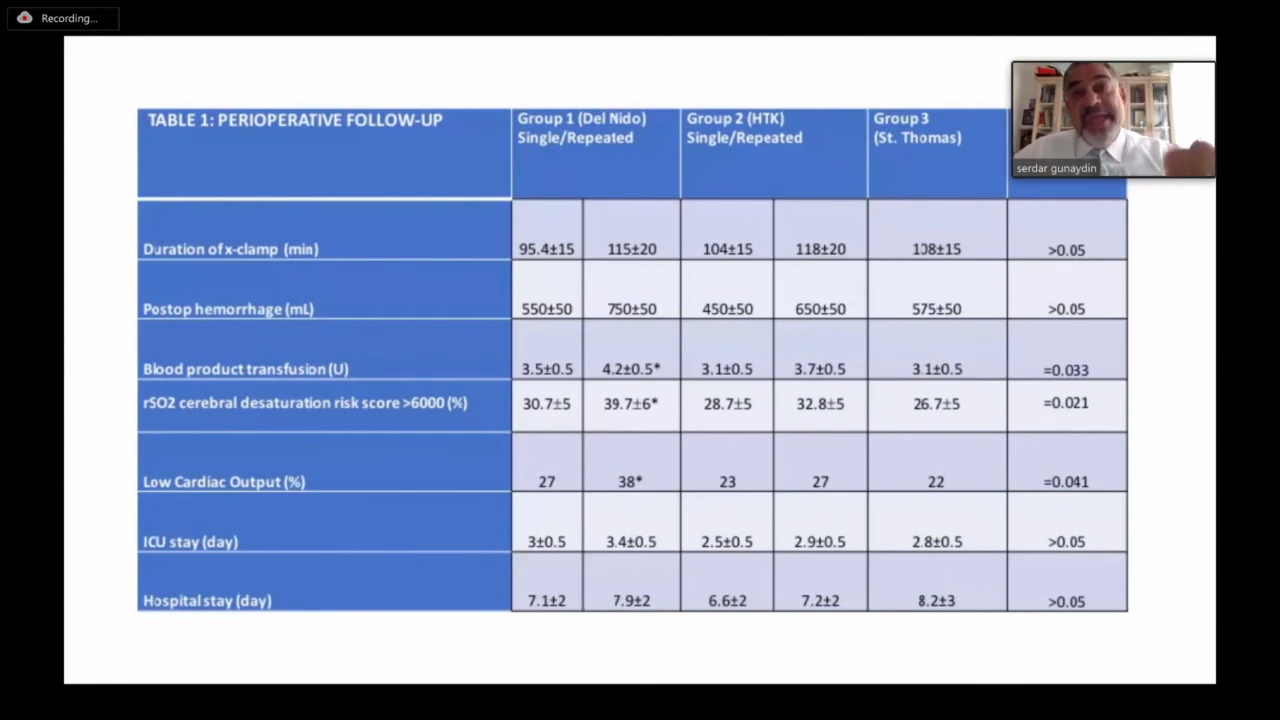 Recording...
TABLE 1: PERIOPERATIVE FOLLOW-UP
Group 1 (Del Nido)
Single/Repeated
Group 2 (HTK)
Single/Repeated
Group 3
(St. Thomas)
serdar gunaydin
Duration of x-clamp (min) 95.4±15 115±20 104±15 118±20 108±15 >0.05
Postop hemorrhage (mL) 550±50 750±50 450±50 650±50 575±50 >0.05
Blood product transfusion (U) 3.5±0.5 4.2±0.5* 3.1±0.5 3.7±0.5 3.1±0.5 =0.033
rSO2 cerebral desaturation risk score >6000 (%) 30.7±5 39.7±6* 28.7±5 32.8±5 26.7±5 =0.021
Low Cardiac Output (%) 27 38* 23 27 22 =0.041
ICU stay (day) 3±0.5 3.4±0.5 2.5±0.5 2.9±0.5 2.8±0.5 >0.05
Hospital stay (day) 7.1±2 7.9±2 6.6±2 7.2±2 8.2±3 >0.05